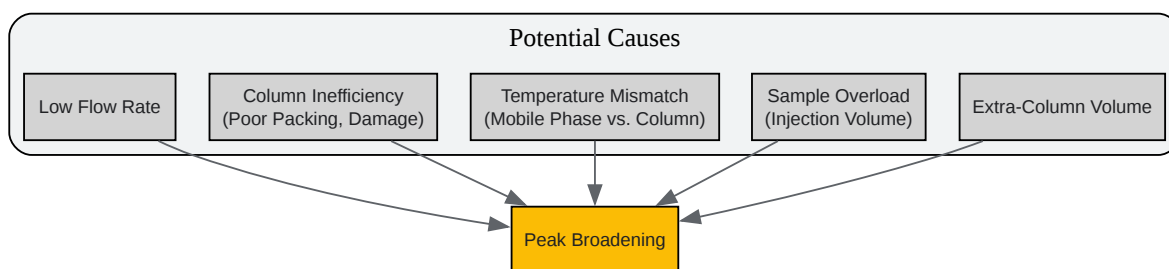 Potential Causes
Low Flow Rate
Column Inefficiency
(Poor Packing, Damage)
Temperature Mismatch
(Mobile Phase vs. Column)
Sample Overload
(Injection Volume)
Extra-Column Volume
Peak Broadening